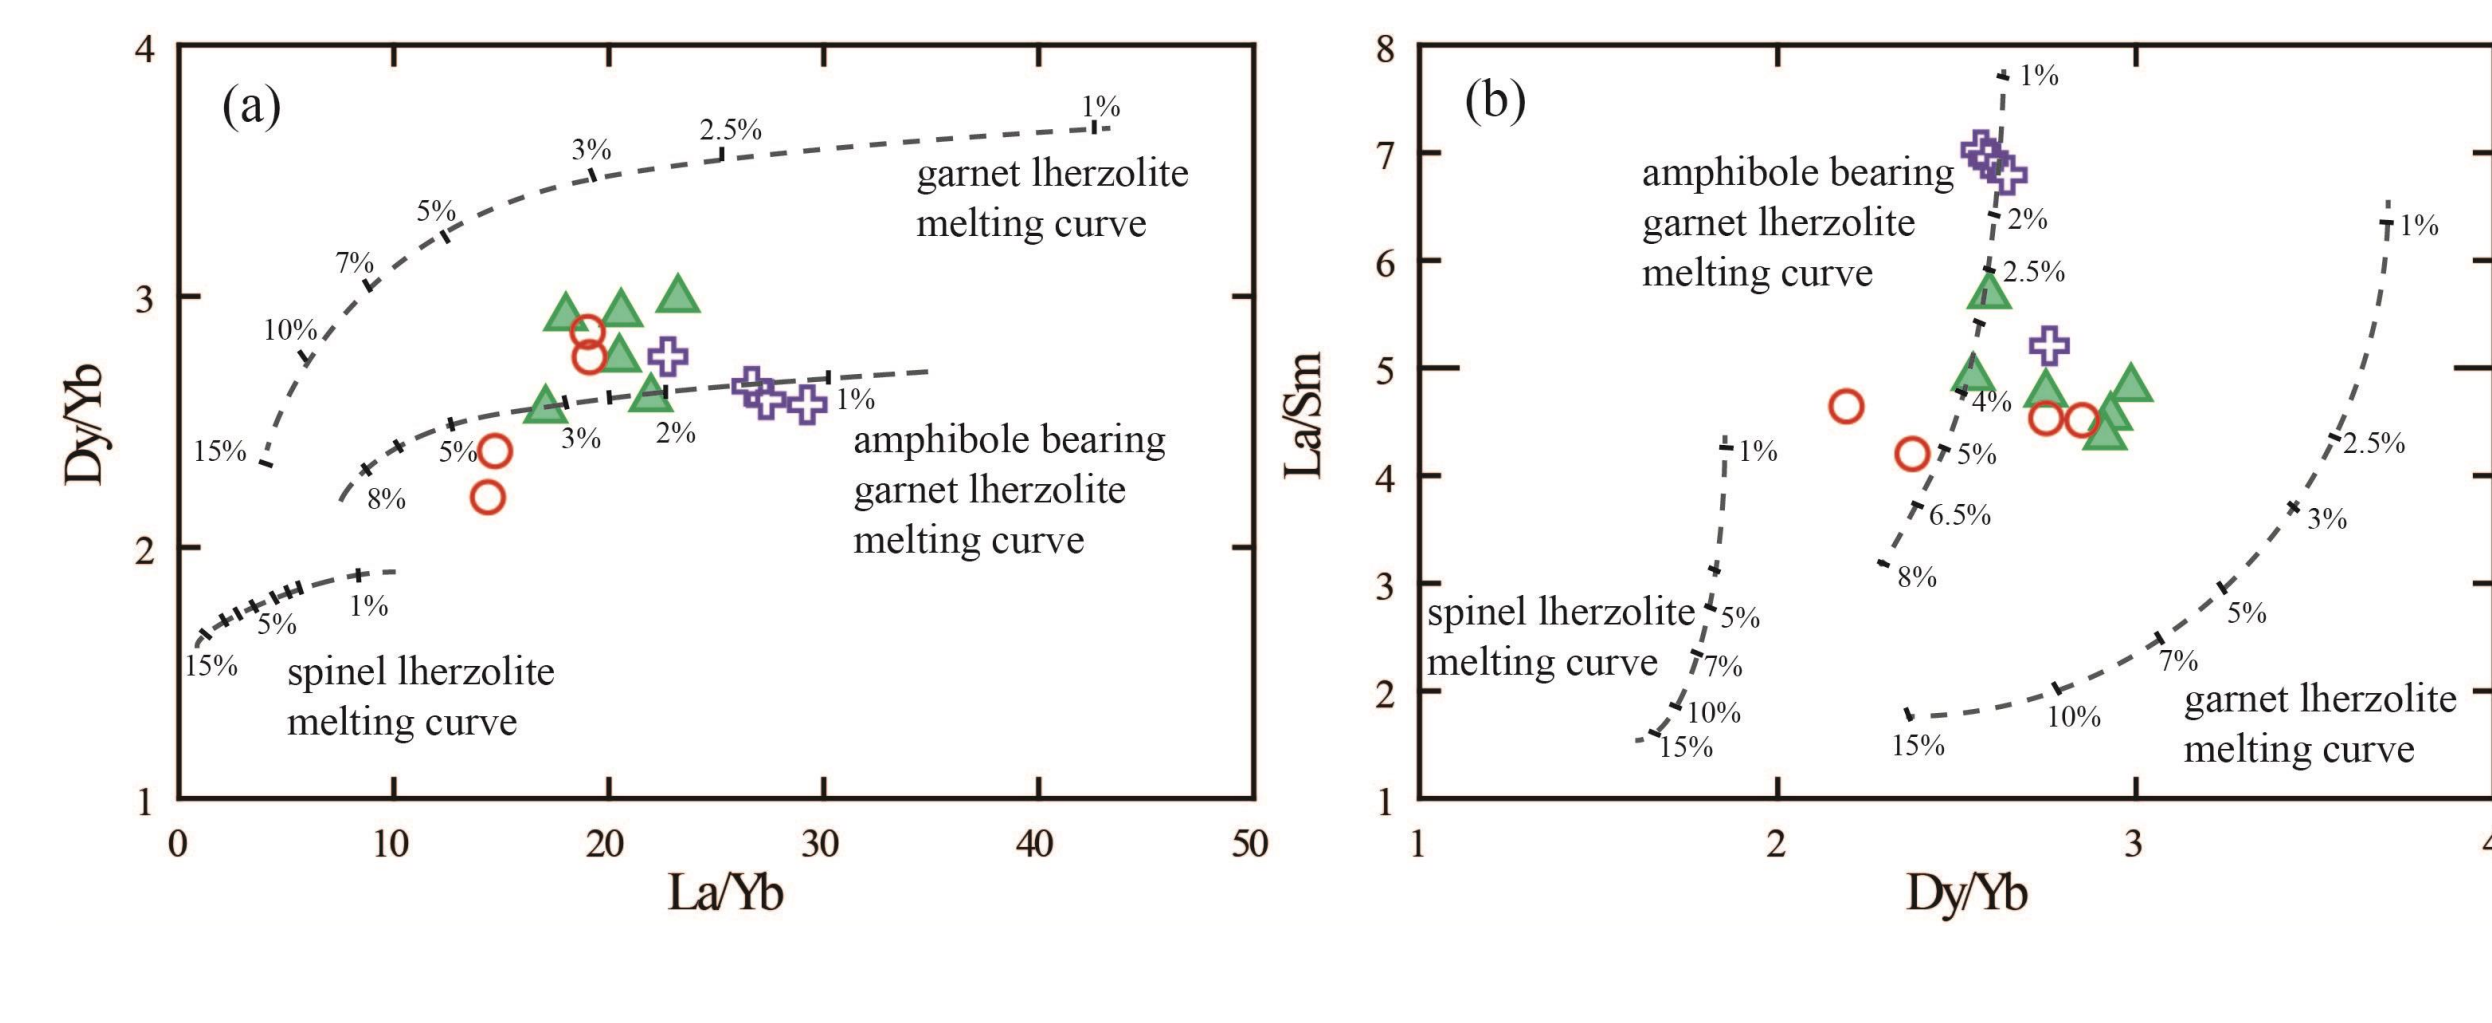 (a)
4
3
2
1
0
10
20
30
40
50
Dy/Yb
La/Yb
1%
2.5%
3%
5%
7%
10%
15%
garnet lherzolite
melting curve
1%
2%
3%
5%
8%
amphibole bearing
garnet lherzolite
melting curve
1%
5%
15%
spinel lherzolite
melting curve
(b)
8
7
6
5
4
3
2
1
1
2
3
4
La/Sm
Dy/Yb
1%
2%
2.5%
4%
5%
6.5%
8%
amphibole bearing
garnet lherzolite
melting curve
1%
5%
7%
10%
15%
spinel lherzolite
melting curve
1%
2.5%
3%
5%
7%
10%
15%
garnet lherzolite
melting curve